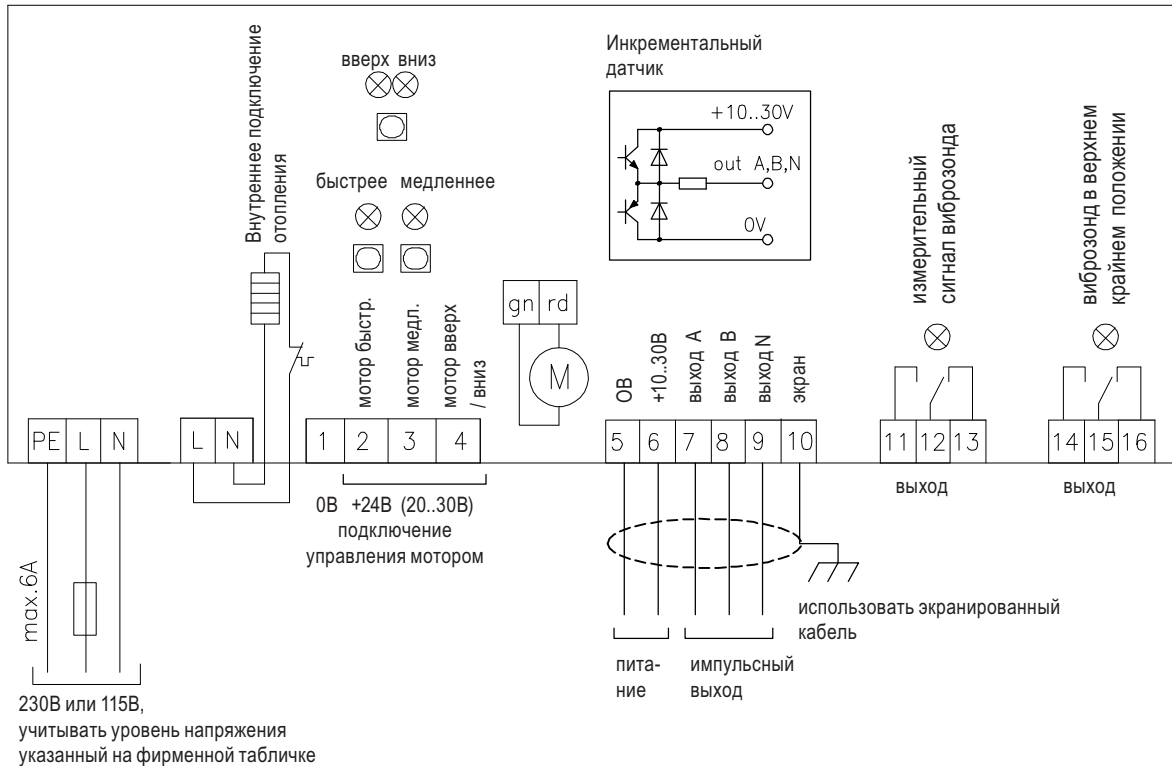 Внутреннее подключение
отопления
вверх вниз
быстрее медленнее
Инкрементальный
датчик
+10..30V
out A,B,N
0V
измерительный
сигнал виброзонда
виброзонд в верхнем
крайнем положении
gn rd
M
мотор быстр.
мотор медл.
мотор вверх
/ вниз
0В
+10..30В
выход А
выход В
выход N
экран
PE L N
L N
1 2 3 4
5 6 7 8 9 10
11 12 13
14 15 16
0В +24В (20..30В)
подключение
управления мотором
выход
выход
max.6A
использовать экранированный
кабель
пита-
ние
импульсный
выход
230В или 115В,
учитывать уровень напряжения
указанный на фирменной табличке